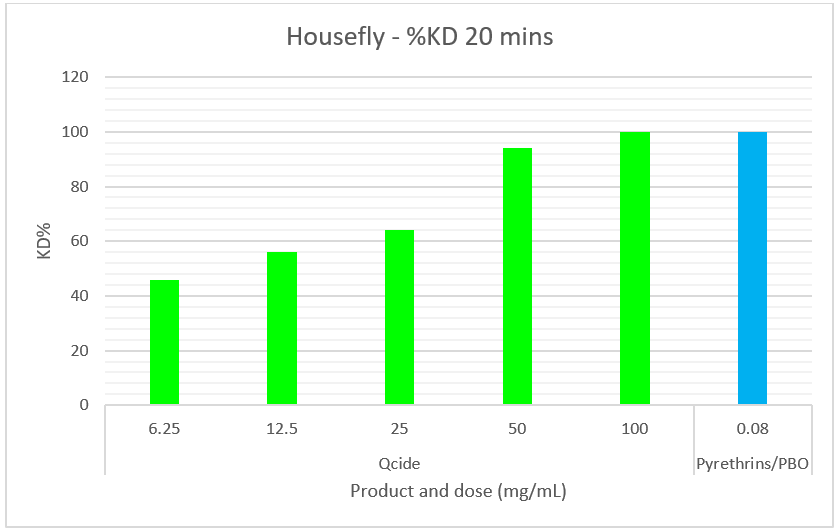 Housefly - %KD 20 mins
120
100
80
60
40
20
0
KD%
6.25 12.5 25 50 100 0.08
Qcide Pyrethrins/PBO
Product and dose (mg/mL)